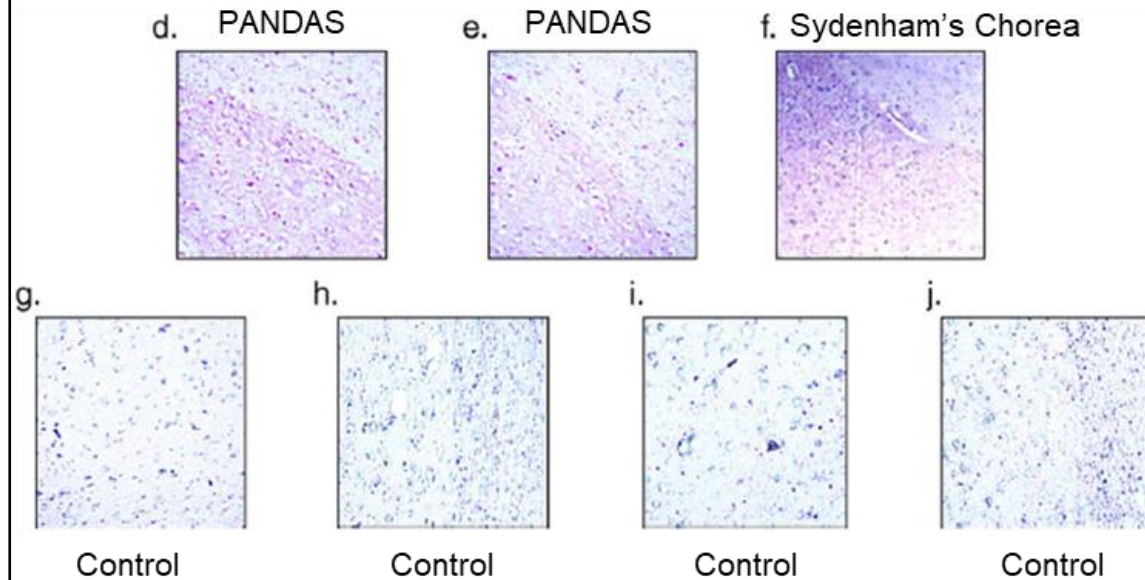 d. PANDAS e. PANDAS f. Sydenham's Chorea
g. h. i. j.
Control Control Control Control